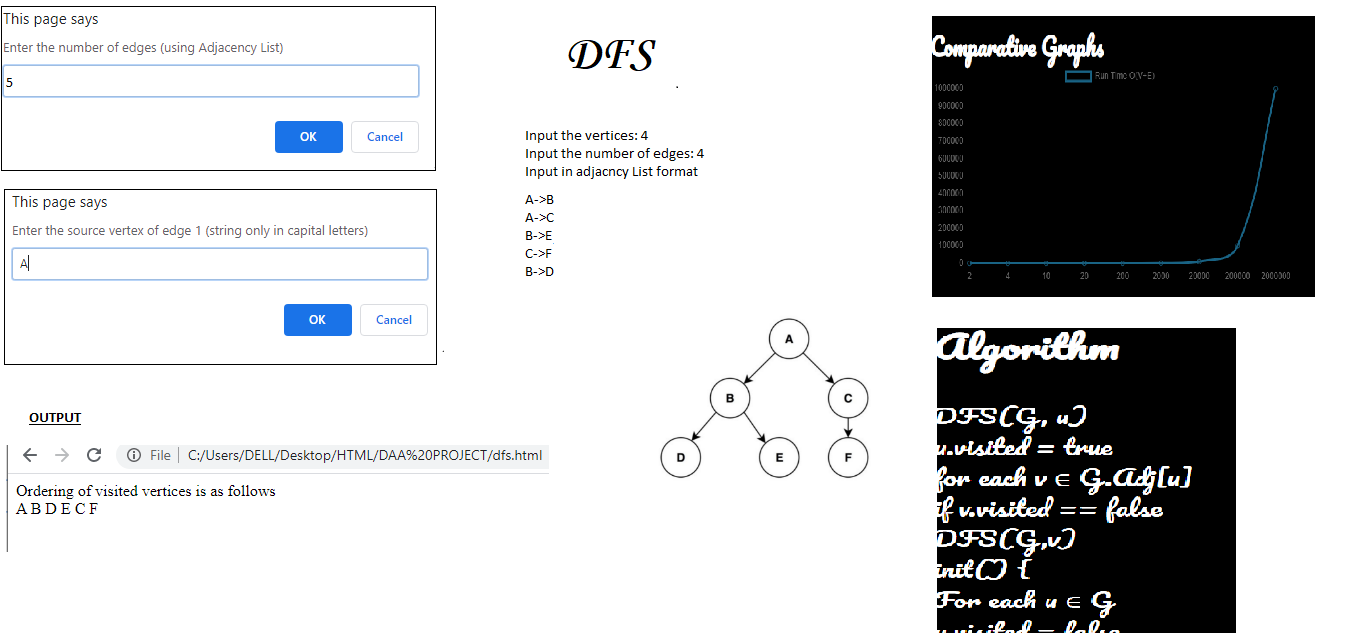 This page says
Enter the number of edges (using Adjacency List)
5
OK
Cancel
This page says
Enter the source vertex of edge 1 (string only in capital letters)
A
OK
Cancel
OUTPUT
File
C:/Users/DELL/Desktop/HTML/DAA%20PROJECT/dfs.html
Ordering of visited vertices is as follows
A B D E C F
DFS
Input the vertices: 4
Input the number of edges: 4
Input in adjacncy List format
A->B
A->C
B->E
C->F
B->D
A
B
C
D
E
F
Comparative Graphs
Run Time O(V+E)
1000000
900000
800000
700000
600000
500000
400000
300000
200000
100000
0
2 4 10 20 200 2000 20000 200000 2000000
Algorithm
DFS(G, u)
u.visited = true
for each v ∈ G.Adj[u]
if v.visited == false
DFS(G,v)
init() {
For each u ∈ G
u.visited = false